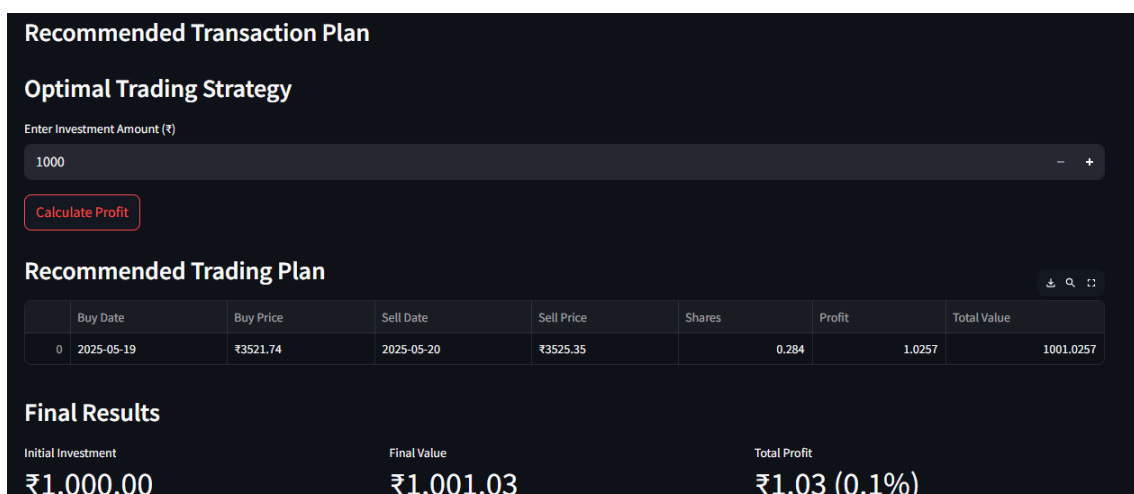 Recommended Transaction Plan
Optimal Trading Strategy
Enter Investment Amount (₹)
1000 − +
Calculate Profit
Recommended Trading Plan
Buy Date Buy Price Sell Date Sell Price Shares Profit Total Value
0 2025-05-19 ₹3521.74 2025-05-20 ₹3525.35 0.284 1.0257 1001.0257
Final Results
Initial Investment Final Value Total Profit
₹1,000.00 ₹1,001.03 ₹1.03 (0.1%)